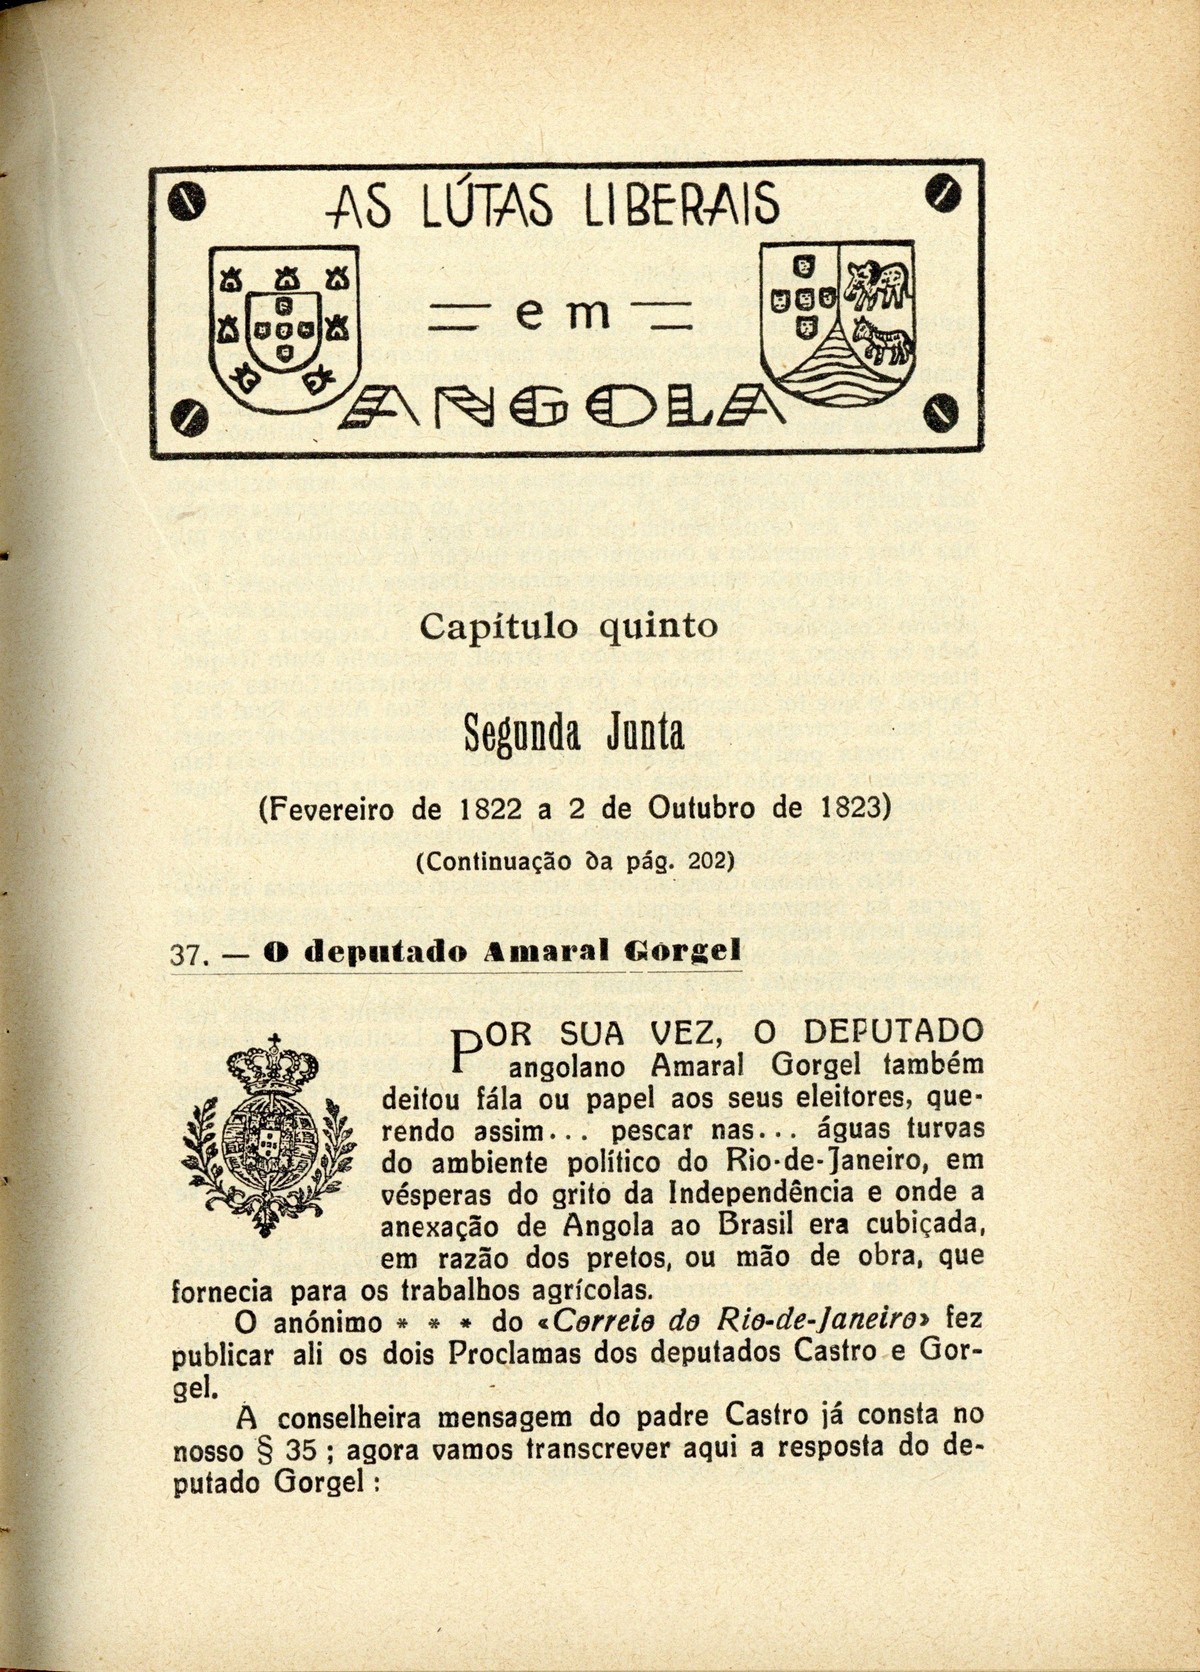 AS LÚTAS LIBERAIS
em
ANGOLA
Capítulo quinto
Segunda Junta
(Fevereiro de 1822 a 2 de Outubro de 1823)
(Continuação da pág. 202)
37. — O deputado Amaral Gorgel
POR SUA VEZ, O DEPUTADO
angolano Amaral Gorgel também
deitou fála ou papel aos seus eleitores, que-
rendo assim... pescar nas... águas turvas
do ambiente político do Rio-de-Janeiro, em
vésperas do grito da Independência e onde a
anexação de Angola ao Brasil era cubiçada,
em razão dos pretos, ou mão de obra, que
fornecia para os trabalhos agrícolas.
O anónimo * * * do «Correio do Rio-de-Janeiro» fez
publicar ali os dois Proclamas dos deputados Castro e Gor-
gel.
A conselheira mensagem do padre Castro já consta no
nosso § 35 ; agora vamos transcrever aqui a resposta do de-
putado Gorgel :